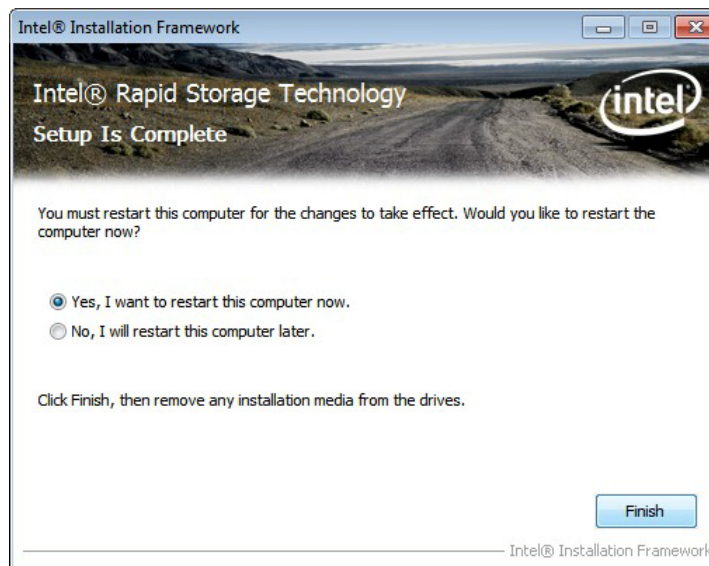 Intel® Installation Framework
Intel® Rapid Storage Technology
Setup Is Complete
intel
You must restart this computer for the changes to take effect. Would you like to restart the
computer now?
Yes, I want to restart this computer now.
No, I will restart this computer later.
Click Finish, then remove any installation media from the drives.
Finish
Intel® Installation Framework